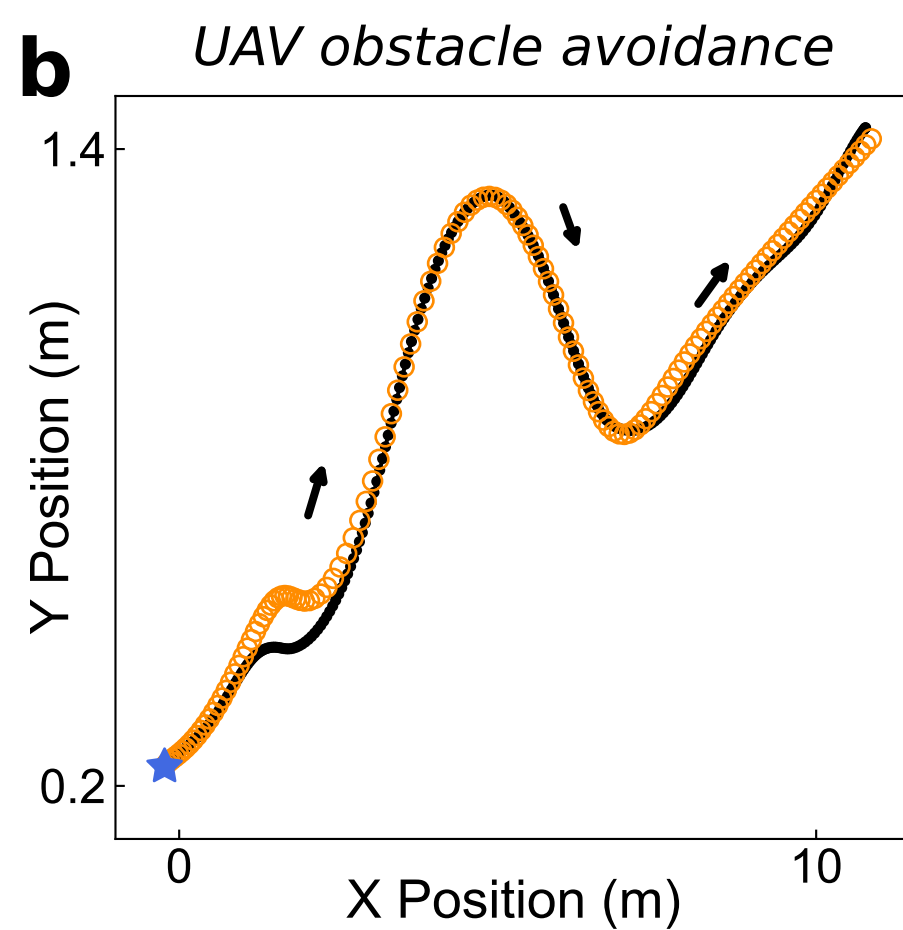 b
UAV obstacle avoidance
1.4
0.2
Y Position (m)
0
10
X Position (m)